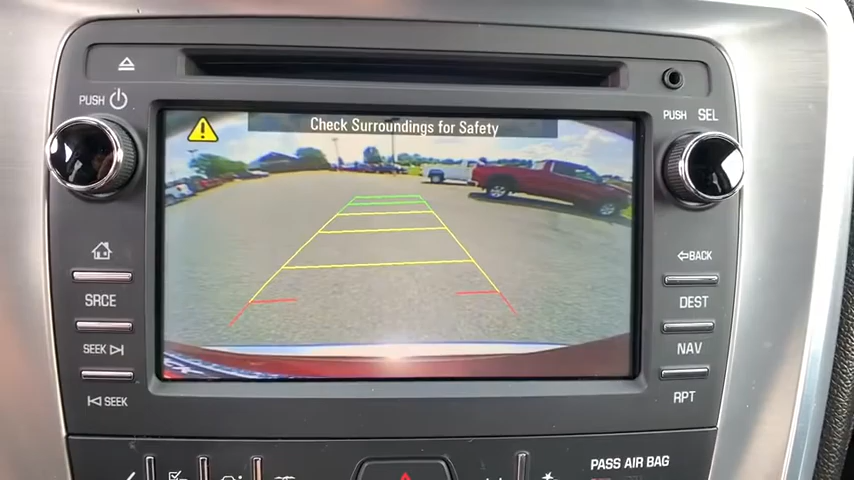 PUSH
PUSH SEL
Check Surroundings for Safety
BACK
SRCE
DEST
SEEK
NAV
SEEK
RPT
PASS AIR BAG